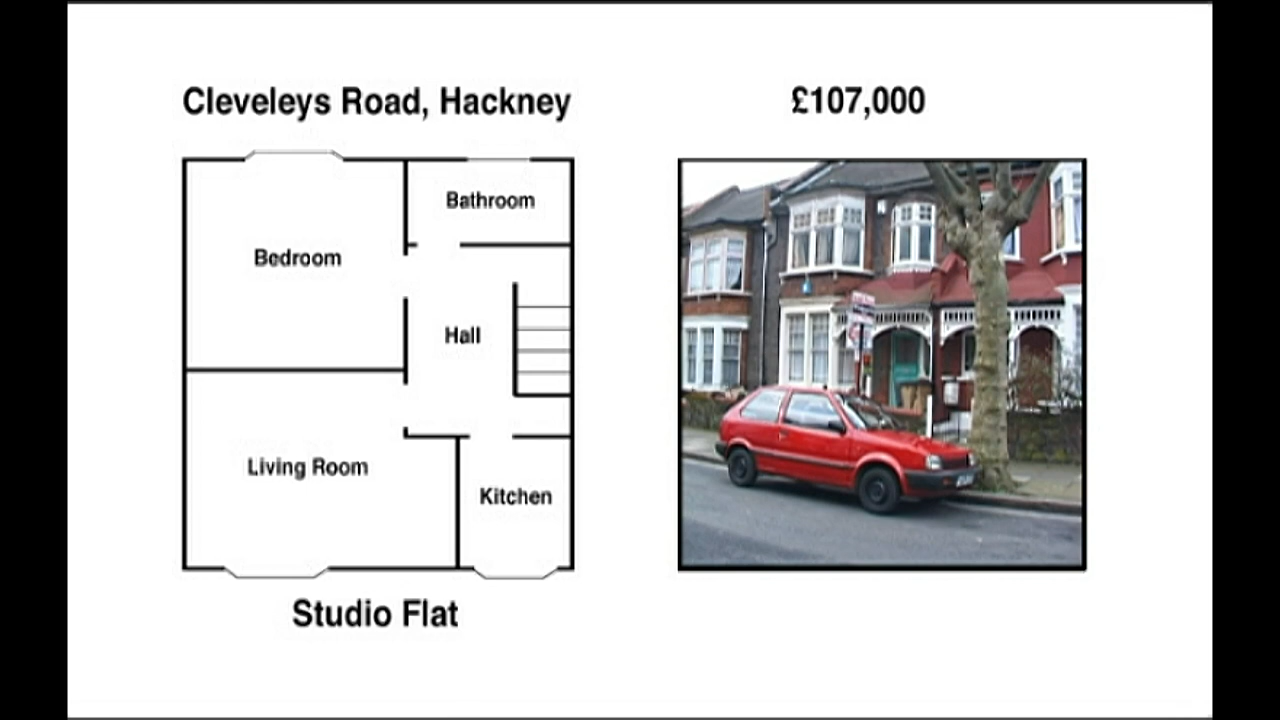 Cleveleys Road, Hackney
£107,000
Bathroom
Bedroom
Hall
Living Room
Kitchen
Studio Flat